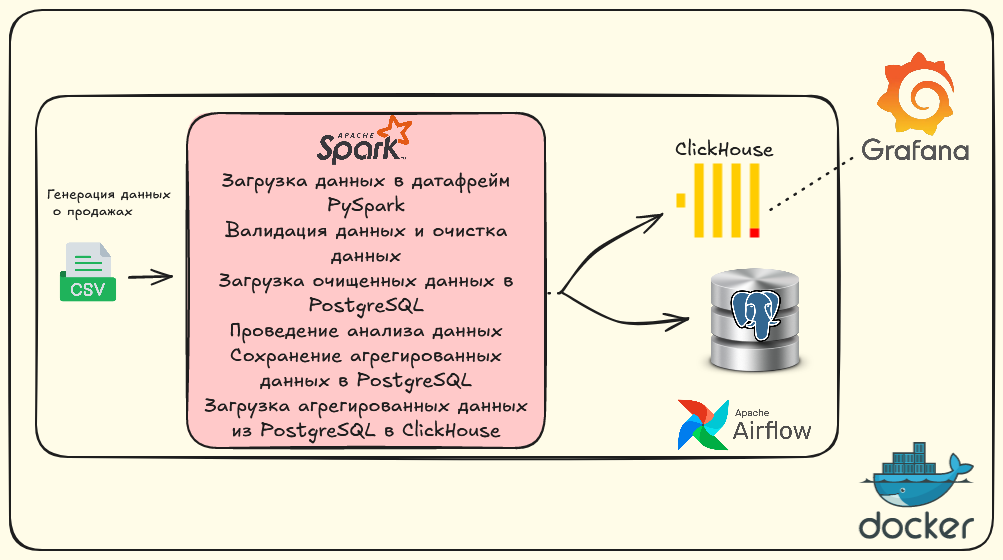 Grafana
APACHE
Spark™
ClickHouse
Генерация данных
о продажах
CSV
Загрузка данных в датафрейм
PySpark
Валидация данных и очистка
данных
Загрузка очищенных данных в
PostgreSQL
Проведение анализа данных
Сохранение агрегированных
данных в PostgreSQL
Загрузка агрегированных данных
из PostgreSQL в ClickHouse
Apache
Airflow
docker